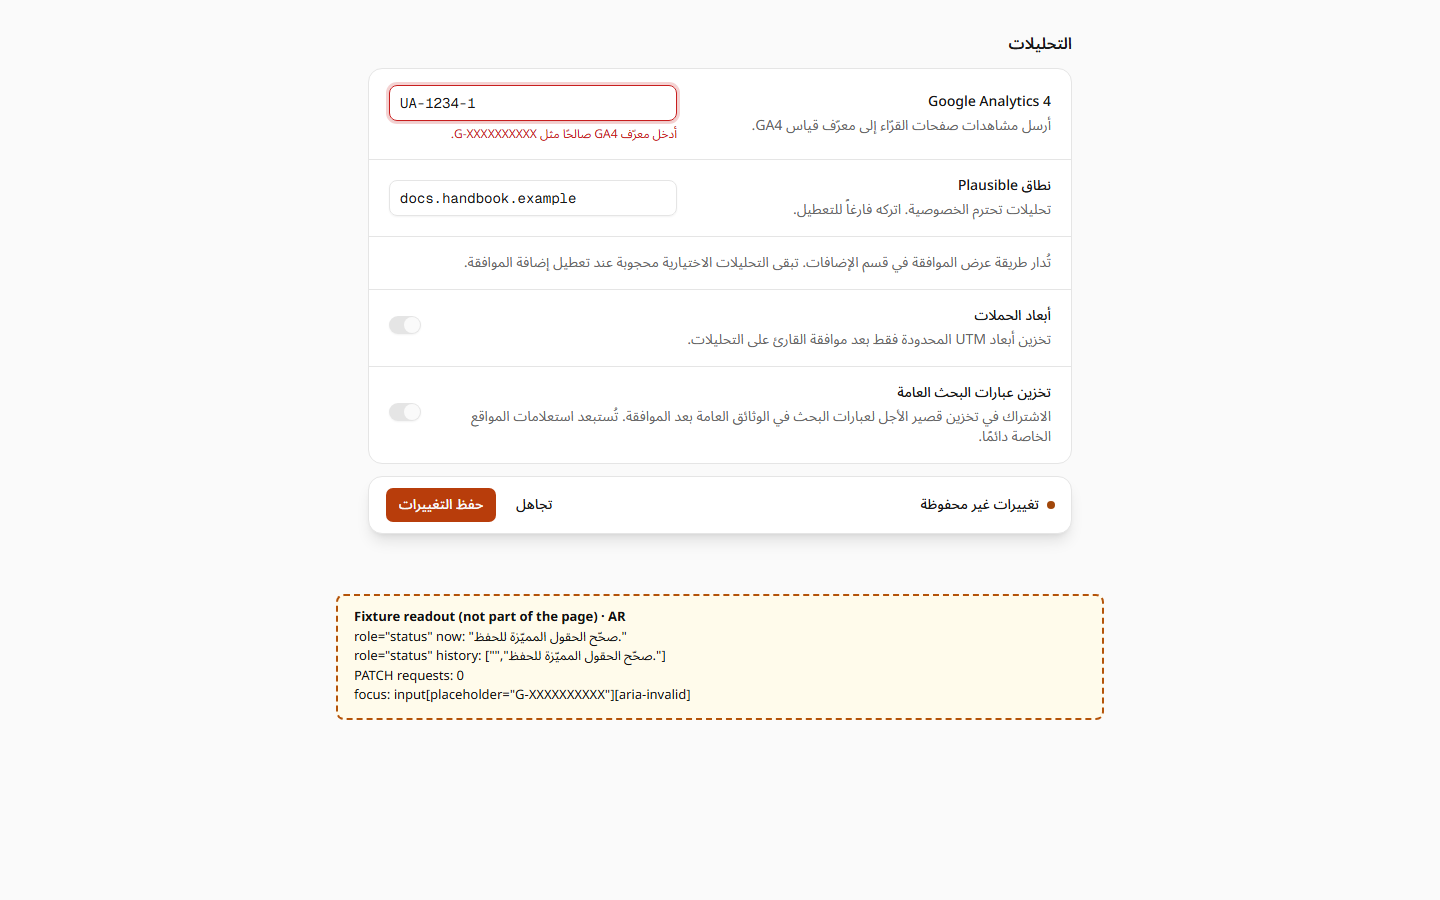 التحليلات
Google Analytics 4
أرسل مشاهدات صفحات القرّاء إلى معرّف قياس GA4.
UA-1234-1
أدخل معرّف GA4 صالحًا مثل G-XXXXXXXXXX.
نطاق Plausible
تحليلات تحترم الخصوصية. اتركه فارغاً للتعطيل.
docs.handbook.example
تُدار طريقة عرض الموافقة في قسم الإضافات. تبقى التحليلات الاختيارية محجوبة عند تعطيل إضافة الموافقة.
أبعاد الحملات
تخزين أبعاد UTM المحدودة فقط بعد موافقة القارئ على التحليلات.
تخزين عبارات البحث العامة
الاشتراك في تخزين قصير الأجل لعبارات البحث في الوثائق العامة بعد الموافقة. تُستبعد استعلامات المواقع
الخاصة دائمًا.
تغييرات غير محفوظة
تجاهل
حفظ التغييرات
Fixture readout (not part of the page) · AR
role="status" now: "صحّح الحقول المميّزة للحفظ."
role="status" history: ["","صحّح الحقول المميّزة للحفظ."]
PATCH requests: 0
focus: input[placeholder="G-XXXXXXXXXX"][aria-invalid]